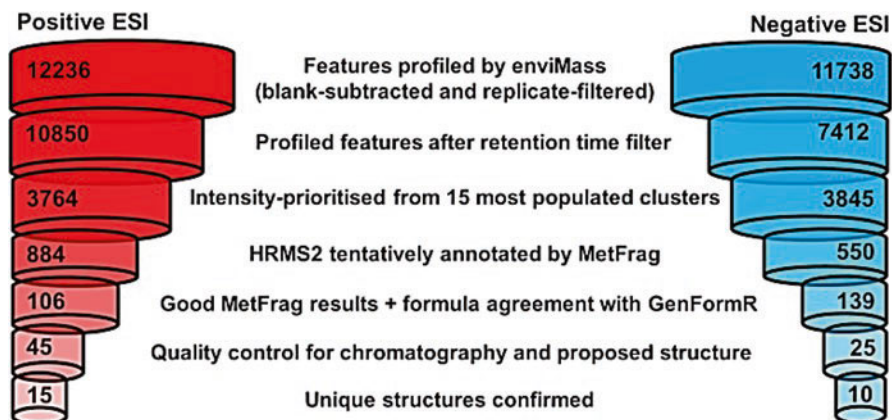 Positive ESI
Negative ESI
12236
Features profiled by enviMass
(blank-subtracted and replicate-filtered)
11738
10850
Profiled features after retention time filter
7412
3764
Intensity-prioritised from 15 most populated clusters
3845
884
HRMS2 tentatively annotated by MetFrag
550
106
Good MetFrag results + formula agreement with GenFormR
139
45
Quality control for chromatography and proposed structure
25
15
Unique structures confirmed
10